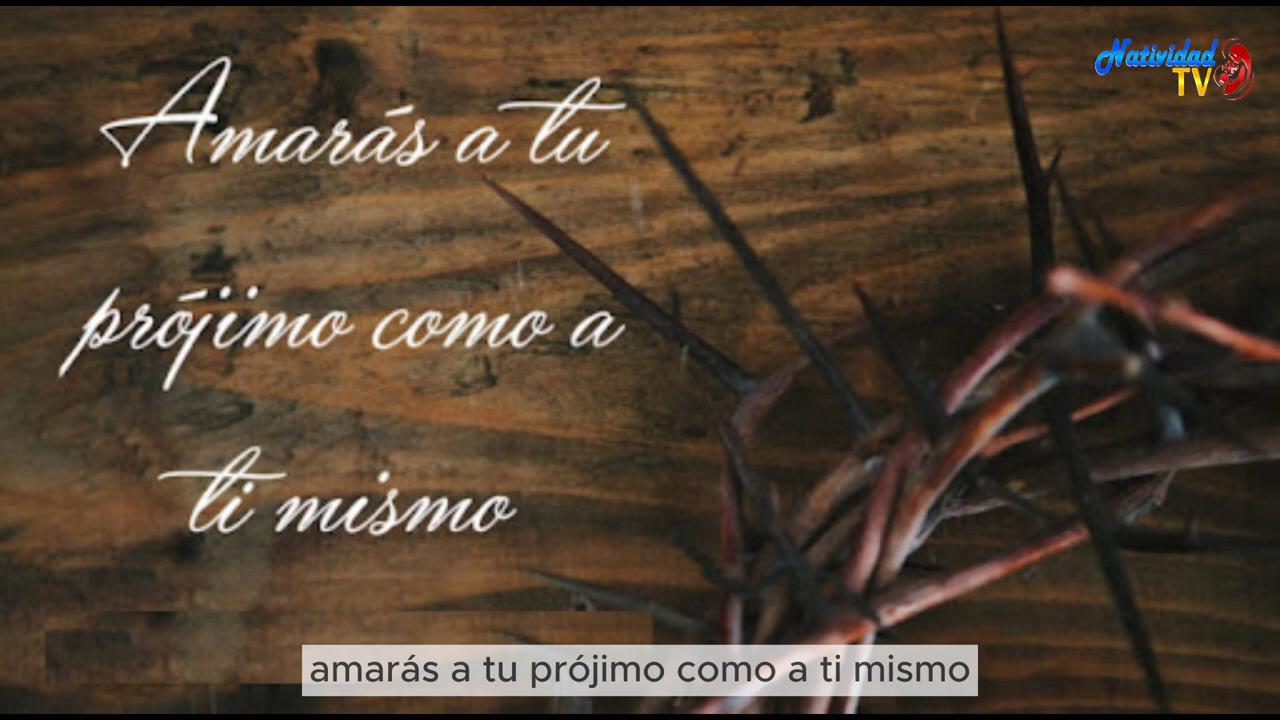 Natividad
TV
Amarás a tu
prójimo como a
ti mismo
amarás a tu prójimo como a ti mismo